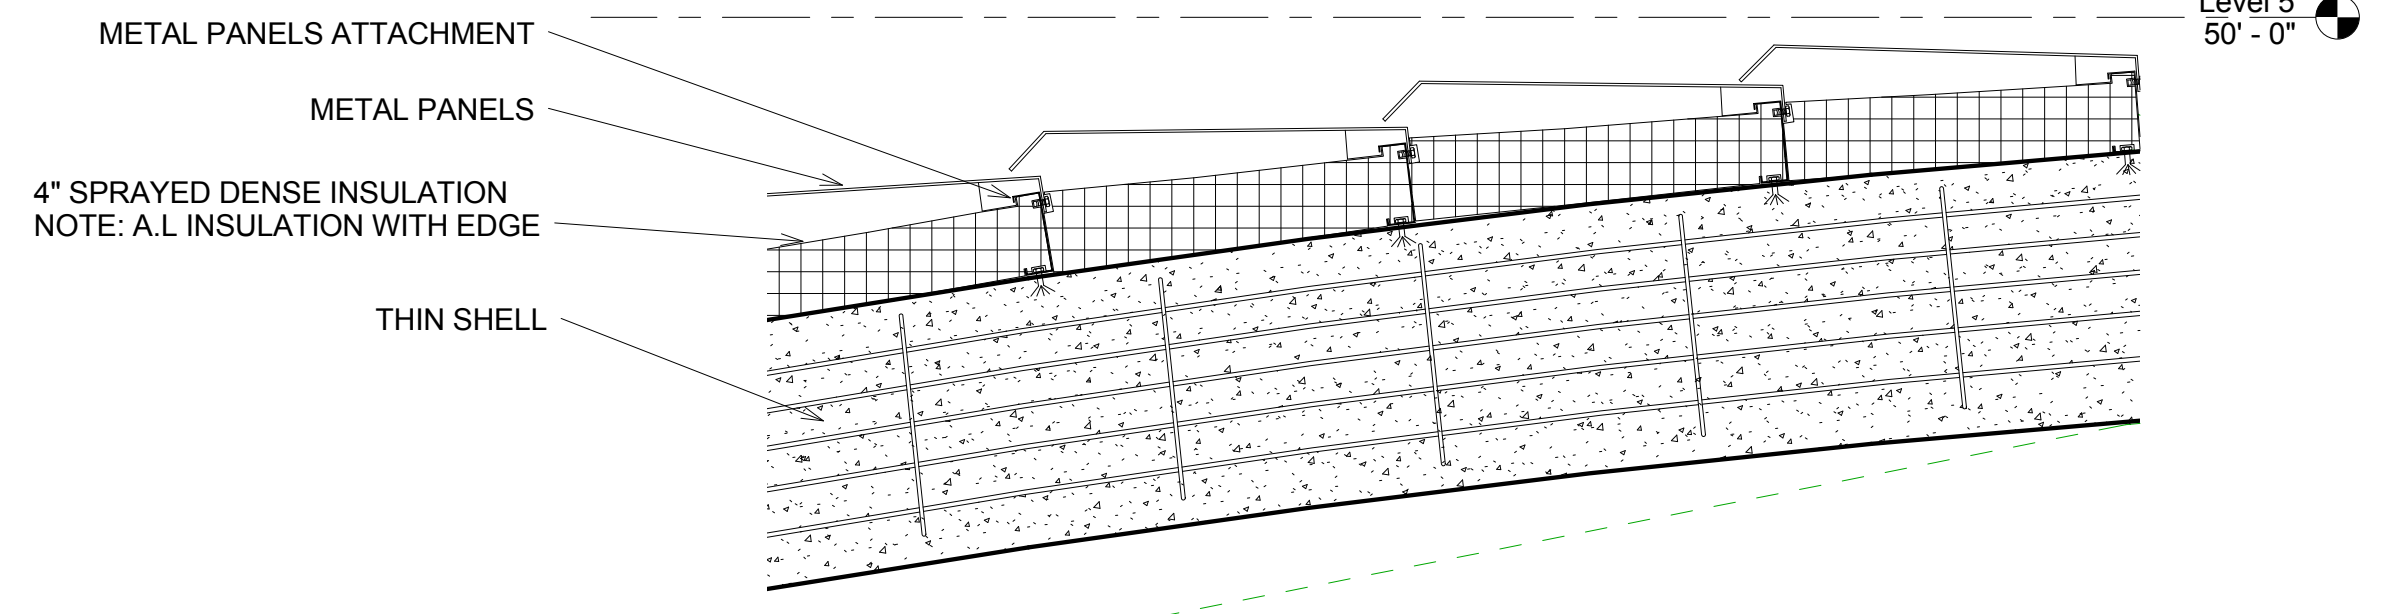 Level 5
50' - 0"
METAL PANELS ATTACHMENT
METAL PANELS
4" SPRAYED DENSE INSULATION
NOTE: A.L INSULATION WITH EDGE
THIN SHELL